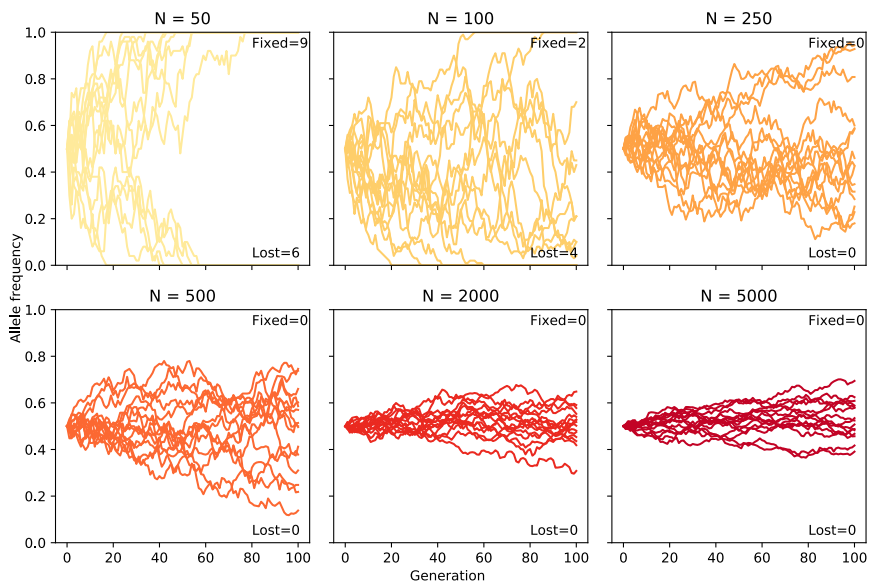 N = 50
N = 100
N = 250
1.0
0.8
0.6
0.4
0.2
0.0
Fixed=9
Lost=6
Fixed=2
Lost=4
Fixed=0
Lost=0
Allele frequency
N = 500
N = 2000
N = 5000
1.0
0.8
0.6
0.4
0.2
0.0
Fixed=0
Lost=0
Fixed=0
Lost=0
Fixed=0
Lost=0
0 20 40 60 80 100
0 20 40 60 80 100
0 20 40 60 80 100
Generation